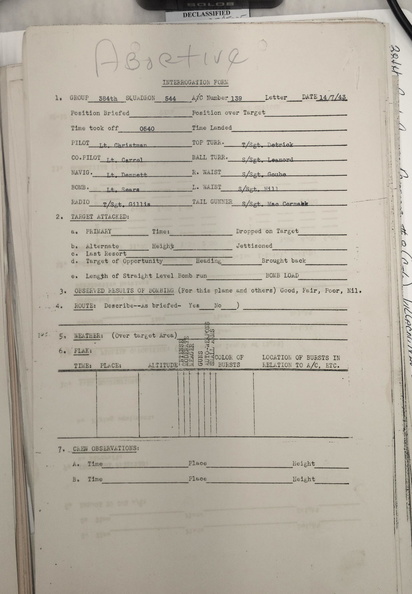 DECLASSIFIED
Abortive
INTERROGATION FORM
1. GROUP 384th SQUADRON 544 A/C Number 139 Letter DATE 14/7/43
Position Briefed Position over Target
Time took off 0540 Time Landed
PILOT Lt. Christman TOP TURR. T/Sgt. Detrick
CO.PILOT Lt. Carrol BALL TURR. S/Sgt. Leonard
NAVIG. Lt. Dennett R. WAIST S/Sgt. Gouba
BOMB. Lt. Sears L. WAIST S/Sgt. Hill
RADIO T/Sgt. Gillis TAIL GUNNER S/Sgt. Mac Cormack
2. TARGET ATTACKED:
a. PRIMARY Time: Dropped on Target
b. Alternate Height Jettisoned
c. Last Resort
d. Target of Opportunity Heading Brought back
e. Length of Straight Level Bomb run BOMB LOAD
3. OBSERVED RESULTS OF BOMBING (For this plane and others) Good, Fair, Poor, Nil.
4. ROUTE: Describe--As briefed- Yes No )
5. WEATHER: (Over target Area)
6. FLAK:
TIME: PLACE: ALTITUDE COLOR OF BURSTS LOCATION OF BURSTS IN RELATION TO A/C, ETC.
7. CREW OBSERVATIONS:
A. Time Place Height
B. Time Place Height